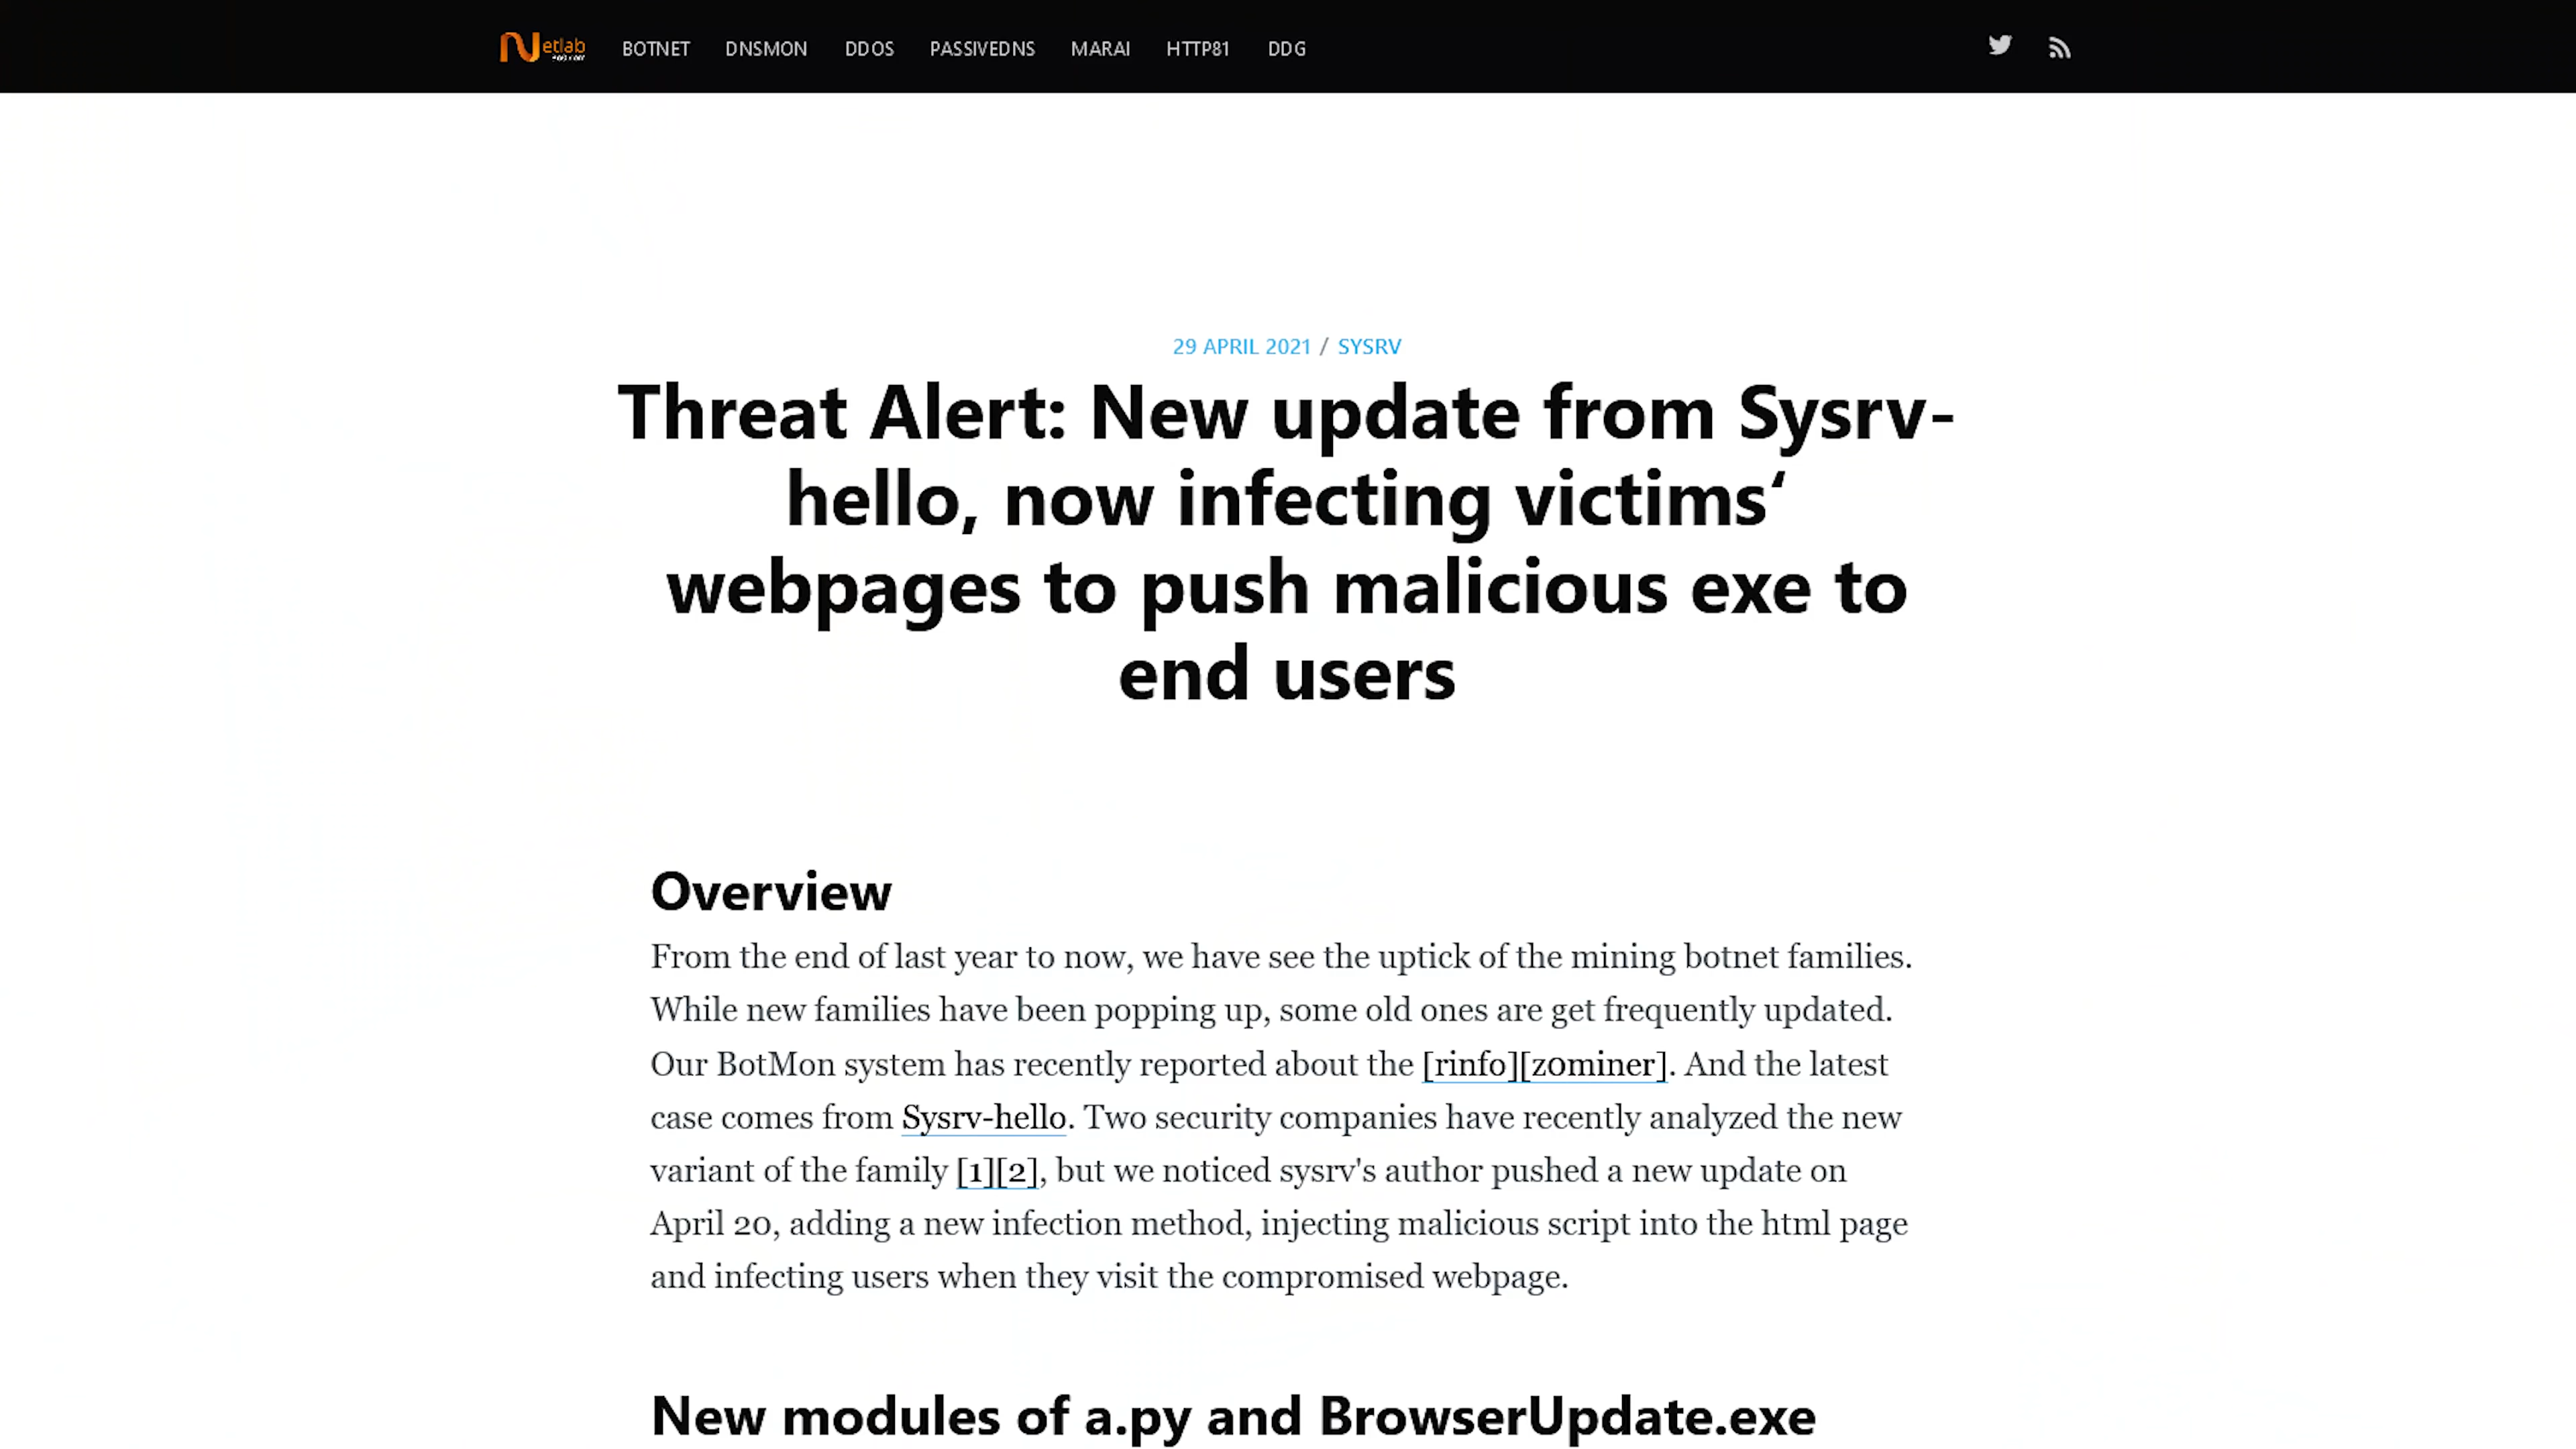 Netlab BOTNET DNSMON DDOS PASSIVEDNS MARAI HTTP81 DDG
29 APRIL 2021 / SYSRV
Threat Alert: New update from Sysrv-
hello, now infecting victims‘
webpages to push malicious exe to
end users
Overview
From the end of last year to now, we have see the uptick of the mining botnet families.
While new families have been popping up, some old ones are get frequently updated.
Our BotMon system has recently reported about the [rinfo][z0miner]. And the latest
case comes from Sysrv-hello. Two security companies have recently analyzed the new
variant of the family [1][2], but we noticed sysrv's author pushed a new update on
April 20, adding a new infection method, injecting malicious script into the html page
and infecting users when they visit the compromised webpage.
New modules of a.py and BrowserUpdate.exe